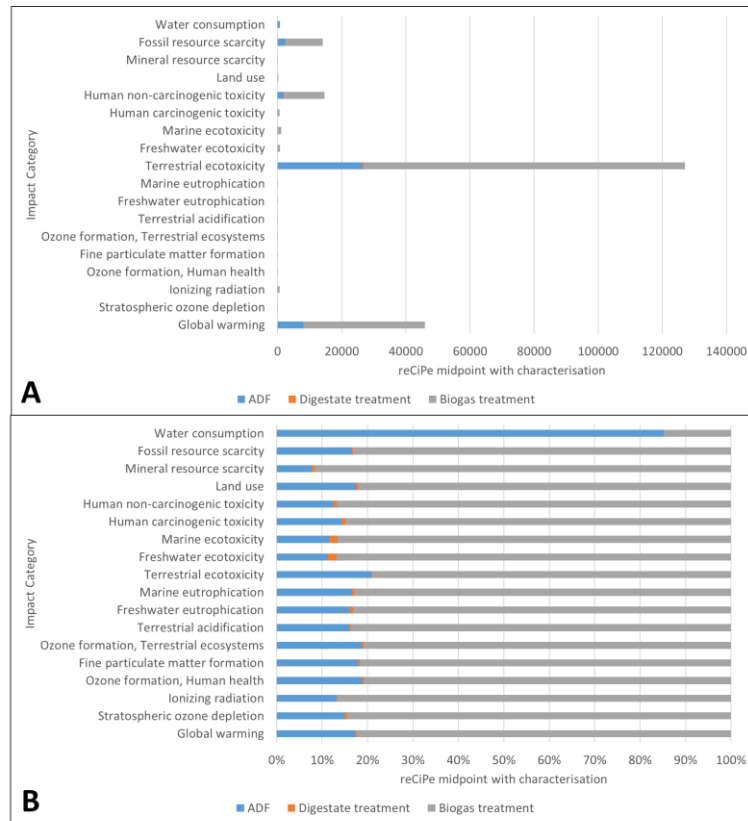 Water consumption
Fossil resource scarcity
Mineral resource scarcity
Land use
Human non-carcinogenic toxicity
Human carcinogenic toxicity
Marine ecotoxicity
Freshwater ecotoxicity
Terrestrial ecotoxicity
Marine eutrophication
Freshwater eutrophication
Terrestrial acidification
Ozone formation, Terrestrial ecosystems
Fine particulate matter formation
Ozone formation, Human health
Ionizing radiation
Stratospheric ozone depletion
Global warming
Impact Category
0 20000 40000 60000 80000 100000 120000 140000
reCiPe midpoint with characterisation
A
ADF Digestate treatment Biogas treatment
Water consumption
Fossil resource scarcity
Mineral resource scarcity
Land use
Human non-carcinogenic toxicity
Human carcinogenic toxicity
Marine ecotoxicity
Freshwater ecotoxicity
Terrestrial ecotoxicity
Marine eutrophication
Freshwater eutrophication
Terrestrial acidification
Ozone formation, Terrestrial ecosystems
Fine particulate matter formation
Ozone formation, Human health
Ionizing radiation
Stratospheric ozone depletion
Global warming
Impact Category
0% 10% 20% 30% 40% 50% 60% 70% 80% 90% 100%
reCiPe midpoint with characterisation
B
ADF Digestate treatment Biogas treatment